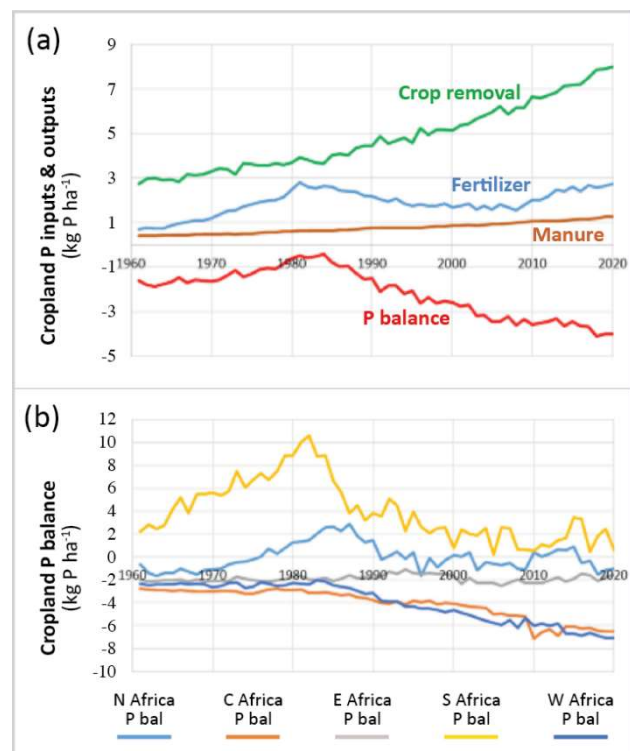 (a)
Cropland P inputs & outputs
(kg P ha⁻¹)
9
7
5
3
1
-1
-3
-5
Crop removal
Fertilizer
Manure
1960 1970 1980 1990 2000 2010 2020
P balance
(b)
Cropland P balance
(kg P ha⁻¹)
12
10
8
6
4
2
0
-2
-4
-6
-8
-10
1960 1970 1980 1990 2000 2010 2020
N Africa C Africa E Africa S Africa W Africa
P bal P bal P bal P bal P bal